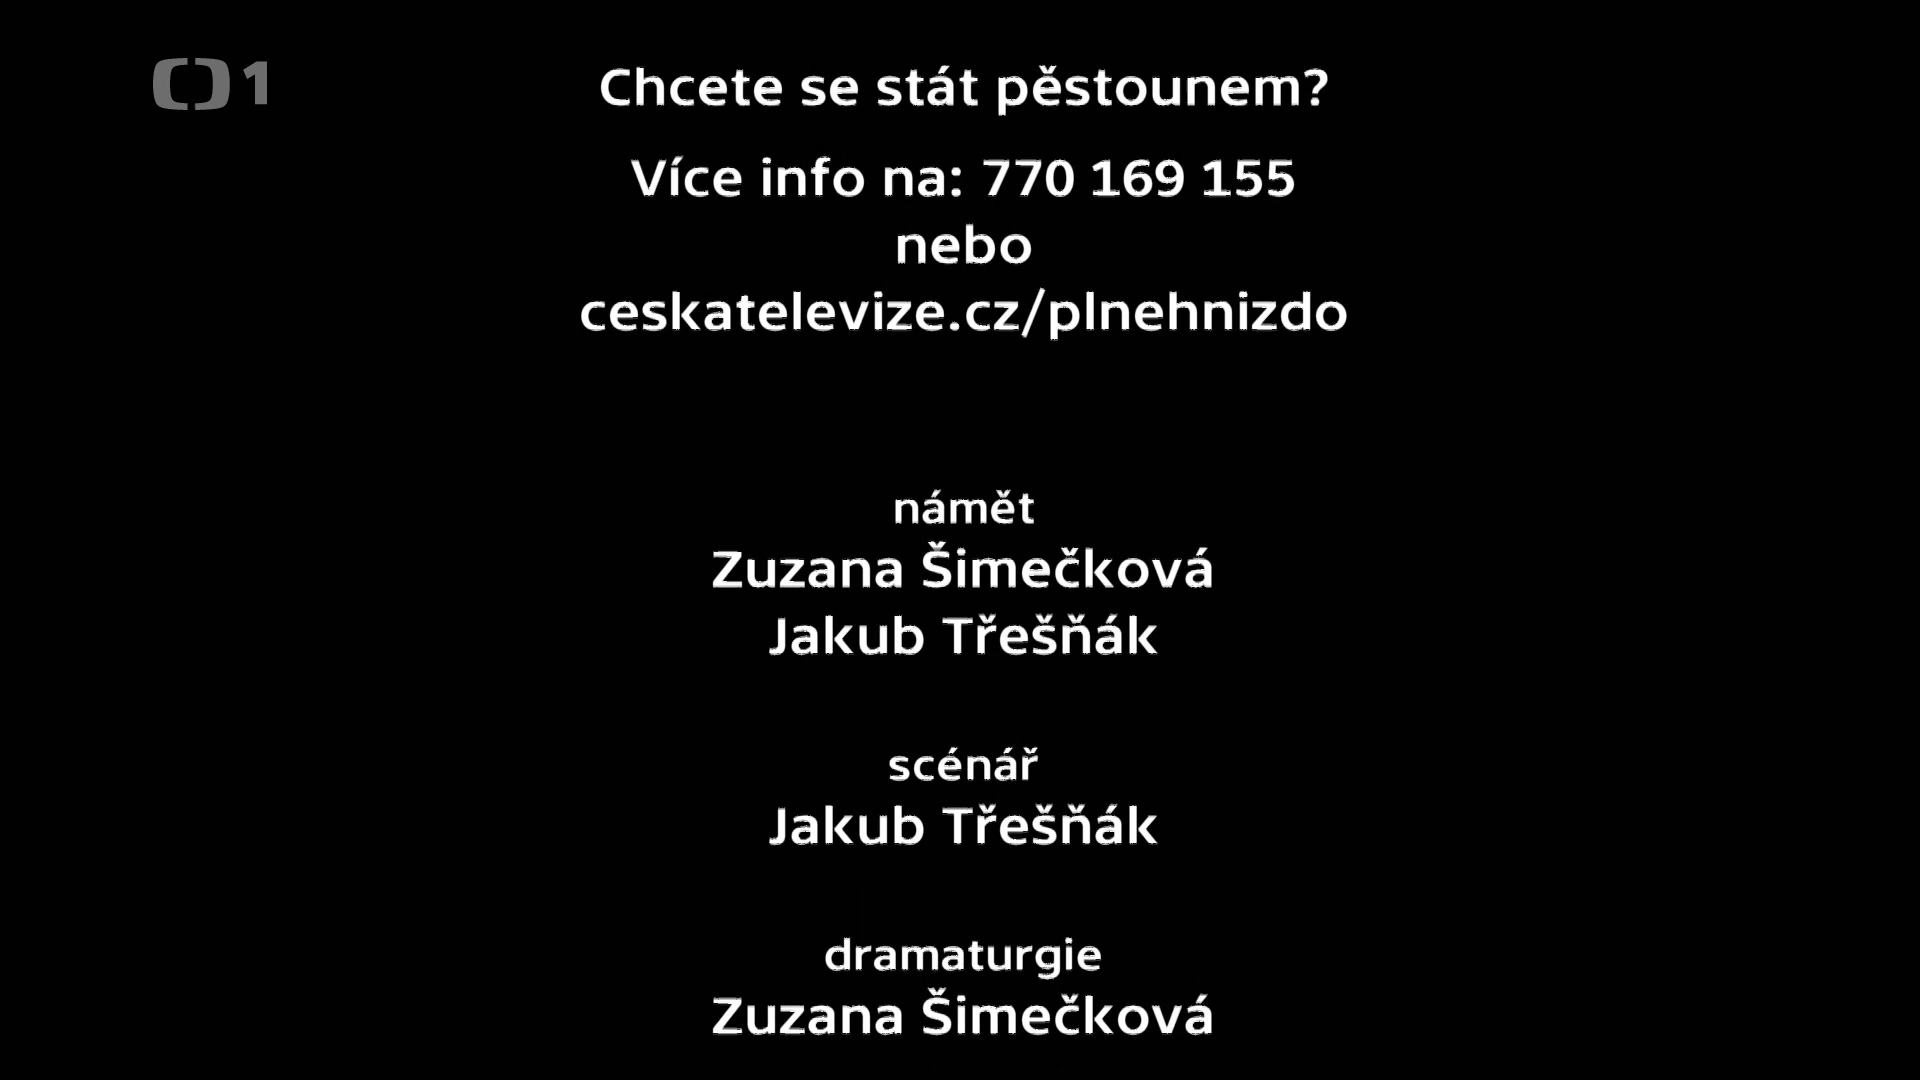 ČT1
Chcete se stát pěstounem?
Více info na: 770 169 155
nebo
ceskatelevize.cz/plnehnizdo
námět
Zuzana Šimečková
Jakub Třešňák
scénář
Jakub Třešňák
dramaturgie
Zuzana Šimečková